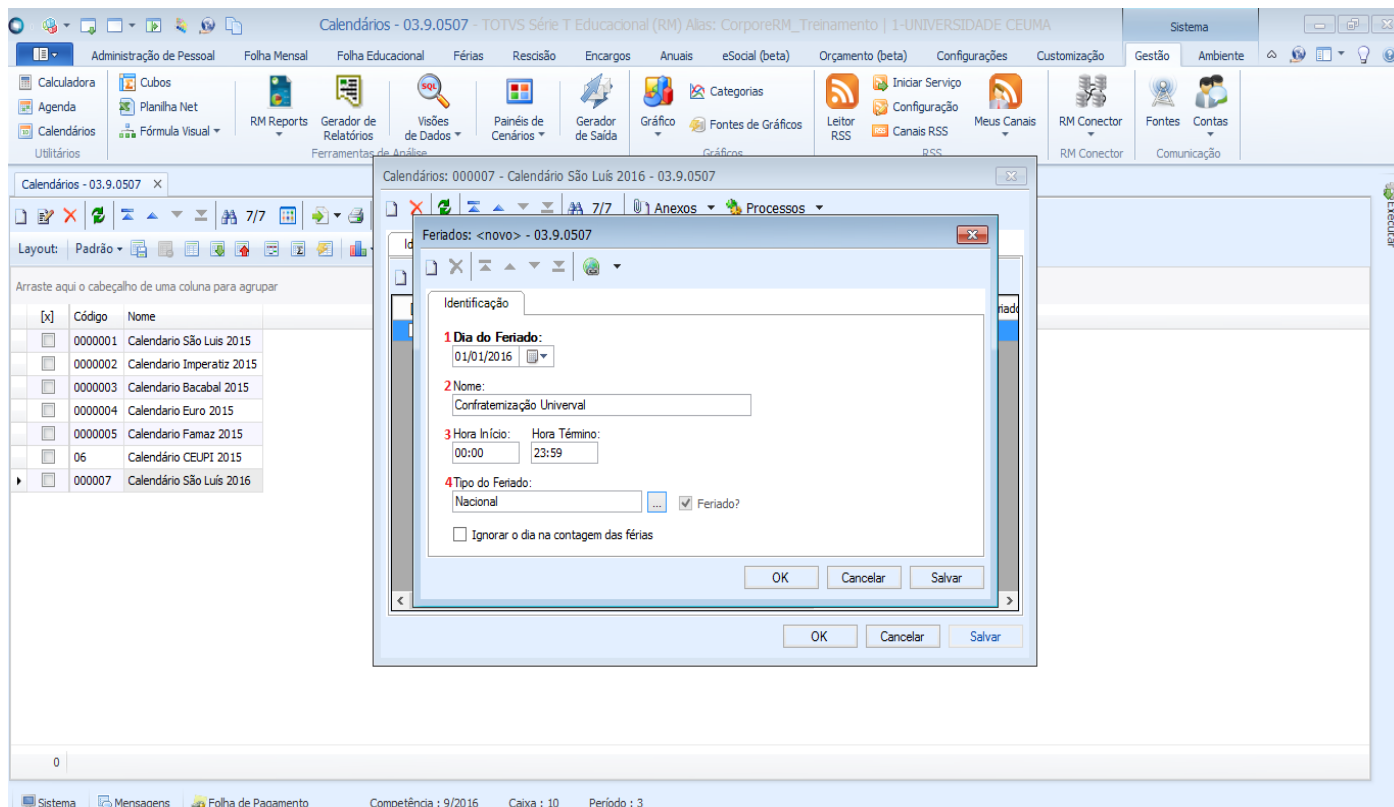 Calendários - 03.9.0507 - TOTVS Série T Educacional (RM) Alias: CorporeRM_Treinamento | 1-UNIVERSIDADE CEUMA
Sistema
Administração de Pessoal Folha Mensal Folha Educacional Férias Rescisão Encargos Anuais eSocial (beta) Orçamento (beta) Configurações Customização Gestão Ambiente
Calculadora Cubos Categorias Iniciar Serviço
Agenda Planilha Net Fontes de Gráficos Configuração
Calendários Fórmula Visual Canais RSS
RM Reports Gerador de Relatórios SQL Visões de Dados Painéis de Cenários Gerador de Saída Gráfico Leitor RSS Meus Canais RM Conector Fontes Contas
Utilitários Ferramentas de Análise Gráficos RSS RM Conector Comunicação
Calendários - 03.9.0507
7/7
Layout: Padrão
Arraste aqui o cabeçalho de uma coluna para agrupar
[x] Código Nome
0000001 Calendario São Luis 2015
0000002 Calendario Imperatiz 2015
0000003 Calendario Bacabal 2015
0000004 Calendario Euro 2015
0000005 Calendario Famaz 2015
06 Calendário CEUPI 2015
000007 Calendário São Luís 2016
0
Executar
Calendários: 000007 - Calendário São Luís 2016 - 03.9.0507
7/7 Anexos Processos
Feriados: <novo> - 03.9.0507
Identificação
1 Dia do Feriado:
01/01/2016
2 Nome:
Confraternização Univerval
3 Hora Início: Hora Término:
00:00 23:59
4 Tipo do Feriado:
Nacional ... Feriado?
Ignorar o dia na contagem das férias
OK Cancelar Salvar
OK Cancelar Salvar
Sistema Mensagens Folha de Pagamento Competência : 9/2016 Caixa : 10 Período : 3